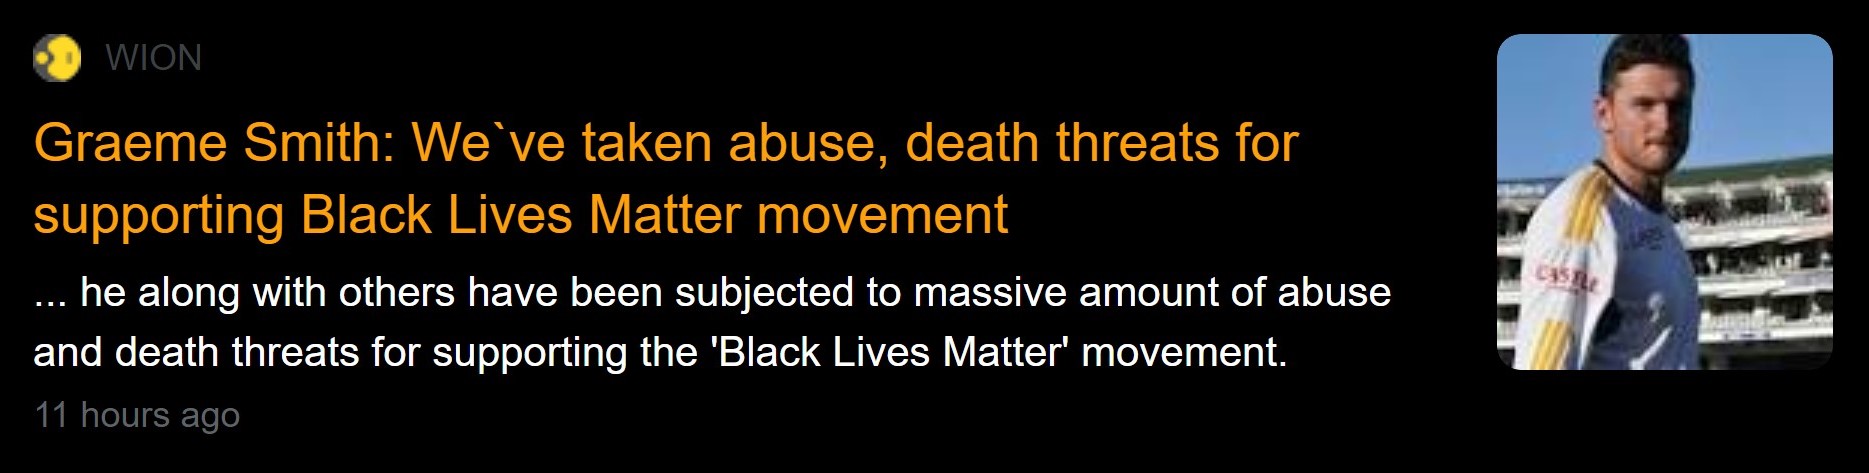 WION
Graeme Smith: We`ve taken abuse, death threats for
supporting Black Lives Matter movement
... he along with others have been subjected to massive amount of abuse
and death threats for supporting the 'Black Lives Matter' movement.
11 hours ago
CASTLE